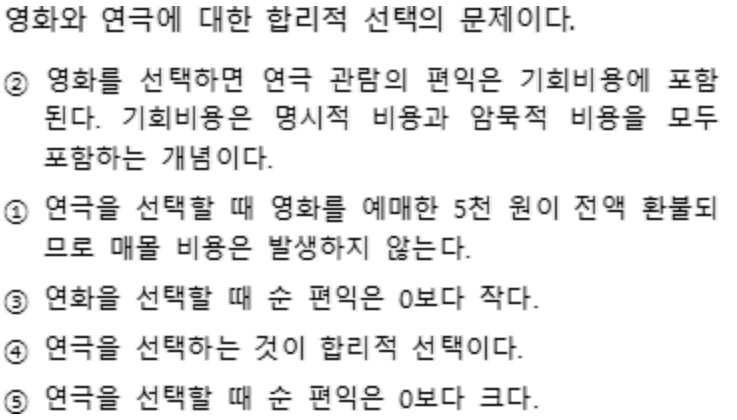 영화와 연극에 대한 합리적 선택의 문제이다.
② 영화를 선택하면 연극 관람의 편익은 기회비용에 포함
된다. 기회비용은 명시적 비용과 암묵적 비용을 모두
포함하는 개념이다.
① 연극을 선택할 때 영화를 예매한 5천 원이 전액 환불되
므로 매몰 비용은 발생하지 않는다.
③ 연화을 선택할 때 순 편익은 0보다 작다.
④ 연극을 선택하는 것이 합리적 선택이다.
⑤ 연극을 선택할 때 순 편익은 0보다 크다.